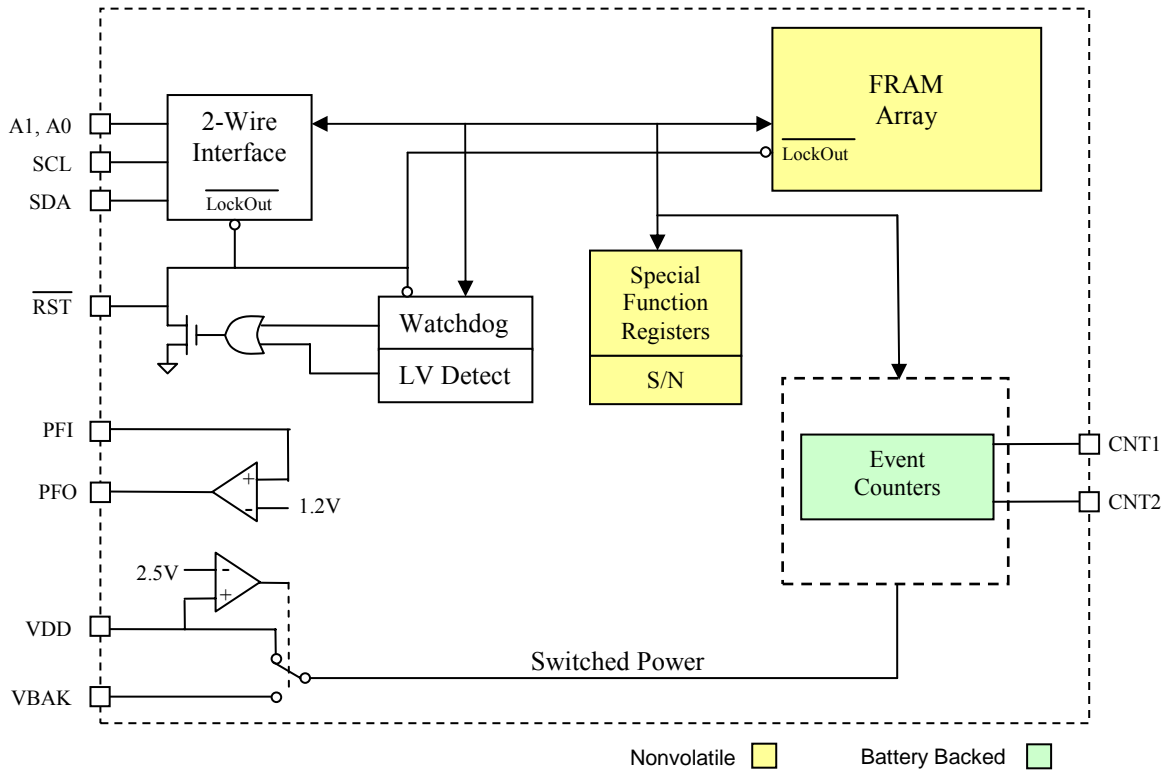 FRAM
Array
LockOut
2-Wire
Interface
LockOut
A1, A0
SCL
SDA
RST
Watchdog
LV Detect
Special
Function
Registers
S/N
PFI
PFO
+
-
1.2V
Event
Counters
CNT1
CNT2
2.5V
-
+
VDD
VBAK
Switched Power
Nonvolatile
Battery Backed